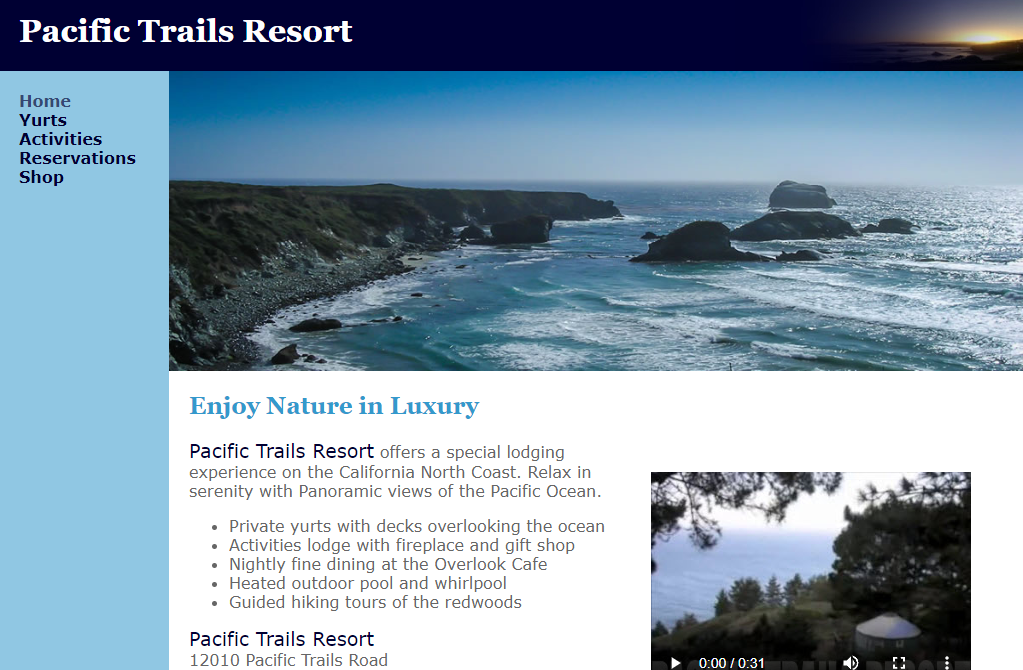 Pacific Trails Resort
Home
Yurts
Activities
Reservations
Shop
Enjoy Nature in Luxury
Pacific Trails Resort offers a special lodging
experience on the California North Coast. Relax in
serenity with Panoramic views of the Pacific Ocean.
Private yurts with decks overlooking the ocean
Activities lodge with fireplace and gift shop
Nightly fine dining at the Overlook Cafe
Heated outdoor pool and whirlpool
Guided hiking tours of the redwoods
Pacific Trails Resort
12010 Pacific Trails Road
0:00 / 0:31